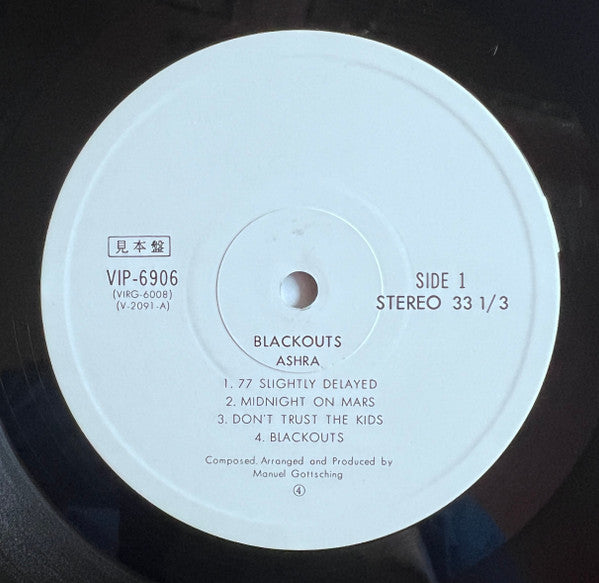 見本盤
VIP-6906
(VIRG-6008)
(V-2091-A)
SIDE 1
STEREO 33 1/3
BLACKOUTS
ASHRA
1. 77 SLIGHTLY DELAYED
2. MIDNIGHT ON MARS
3. DON'T TRUST THE KIDS
4. BLACKOUTS
Composed, Arranged and Produced by
Manuel Gottsching
④